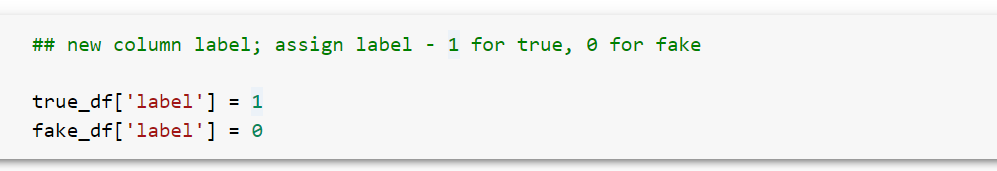 ## new column label; assign label - 1 for true, 0 for fake
true_df['label'] = 1
fake_df['label'] = 0